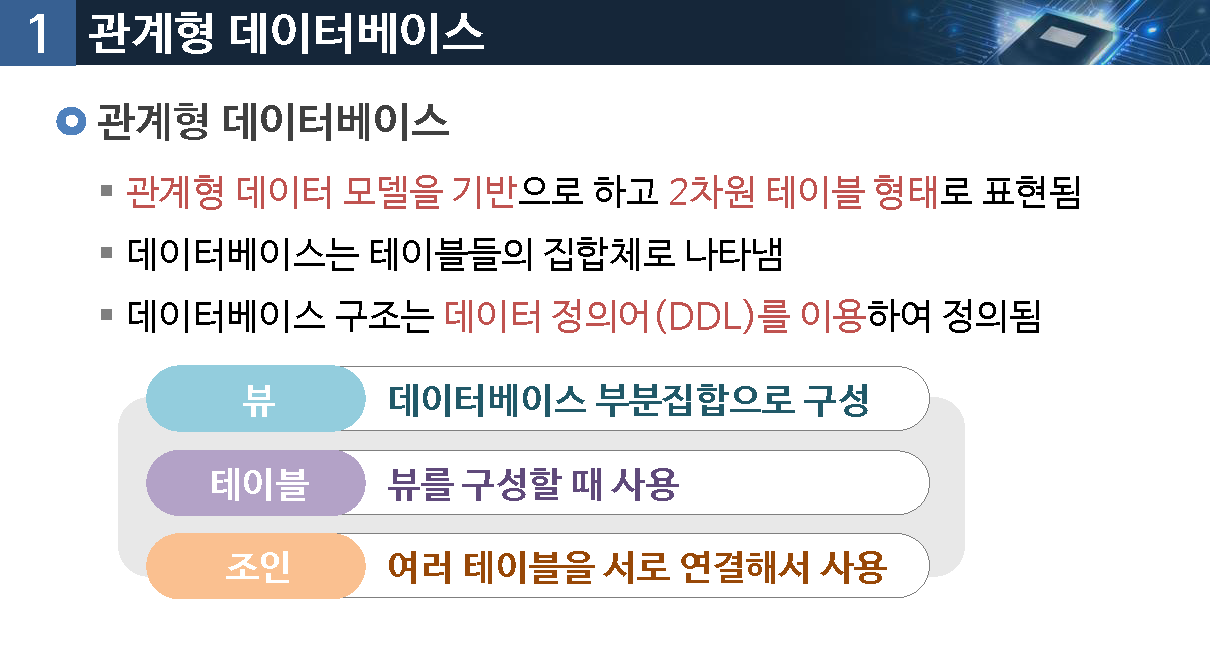 1 관계형 데이터베이스
관계형 데이터베이스
관계형 데이터 모델을 기반으로 하고 2차원 테이블 형태로 표현됨
데이터베이스는 테이블들의 집합체로 나타냄
데이터베이스 구조는 데이터 정의어(DDL)를 이용하여 정의됨
뷰 데이터베이스 부분집합으로 구성
테이블 뷰를 구성할 때 사용
조인 여러 테이블을 서로 연결해서 사용